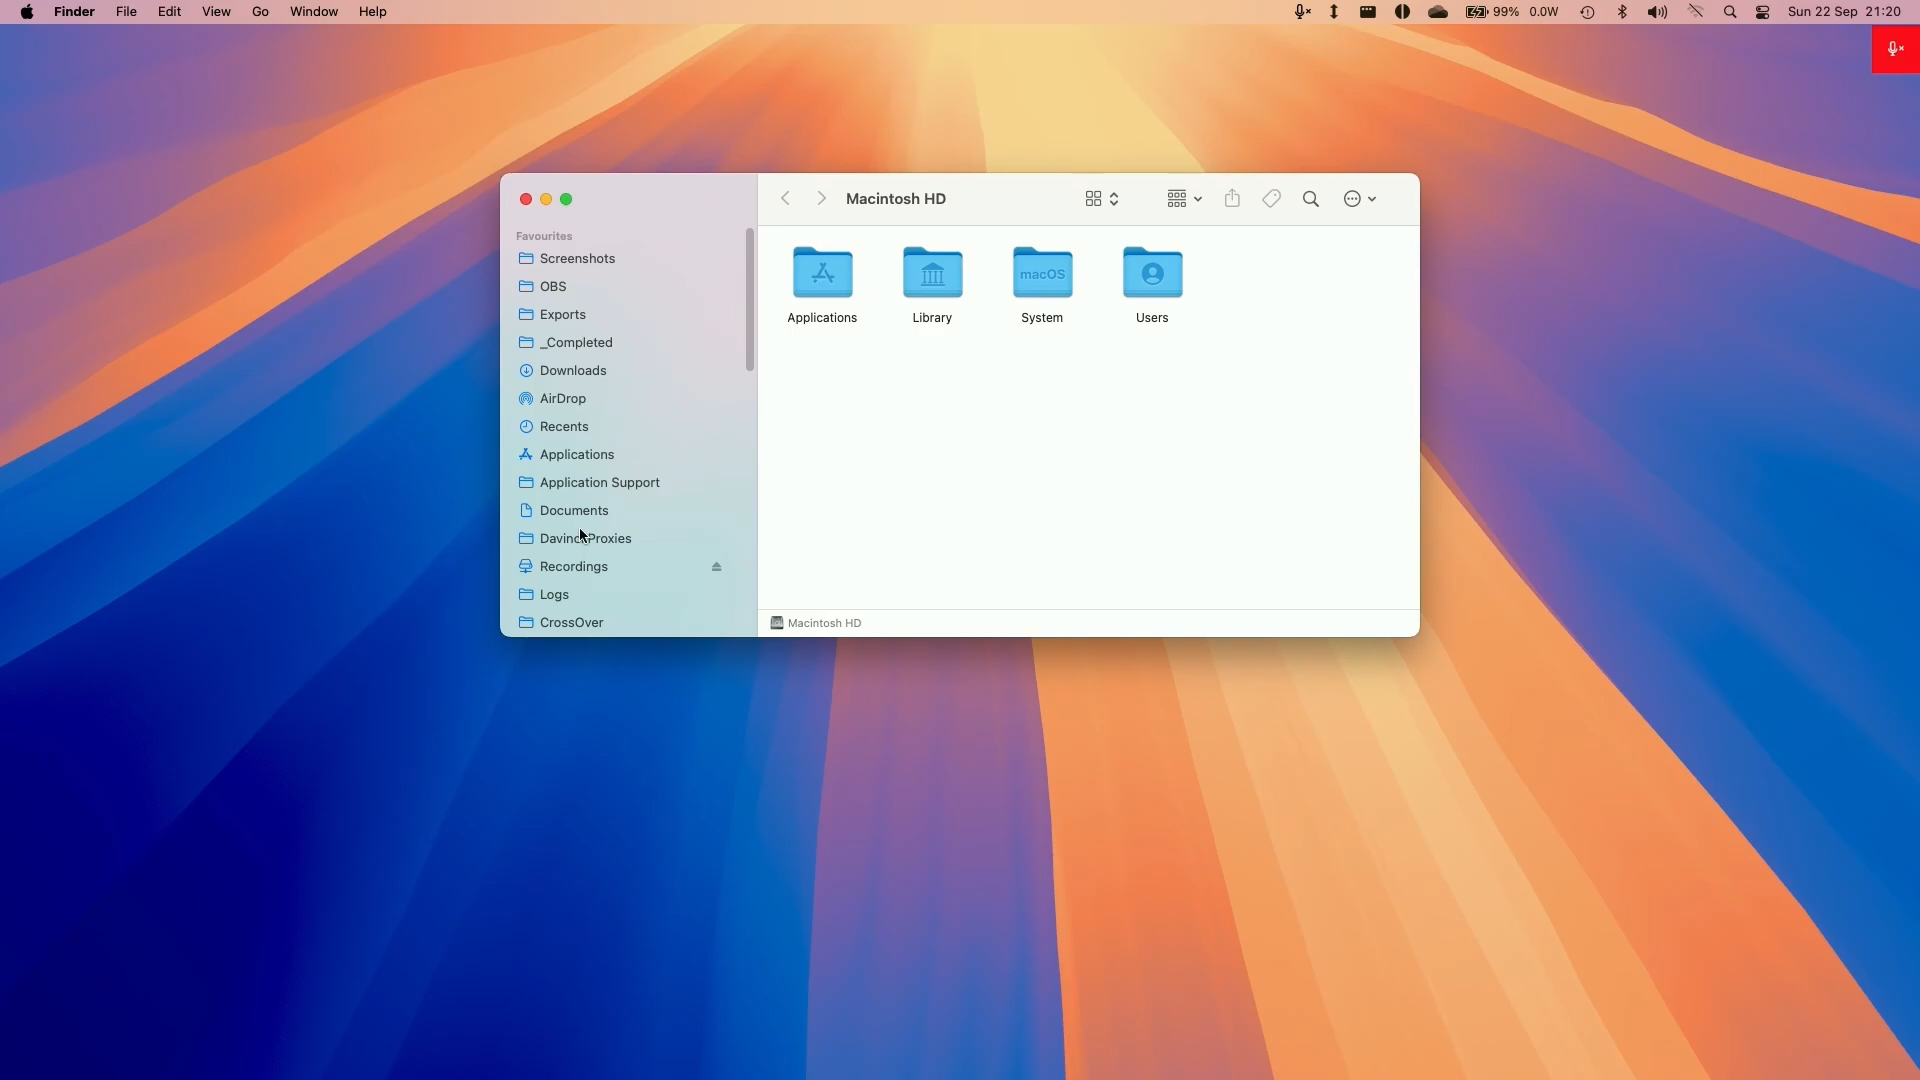 Finder File Edit View Go Window Help 99% 0.0W Sun 22 Sep 21:20
Macintosh HD
Favourites
Screenshots
OBS
Exports
_Completed
Downloads
AirDrop
Recents
Applications
Application Support
Documents
Davinci Proxies
Recordings
Logs
CrossOver
macOS
Applications Library System Users
Macintosh HD